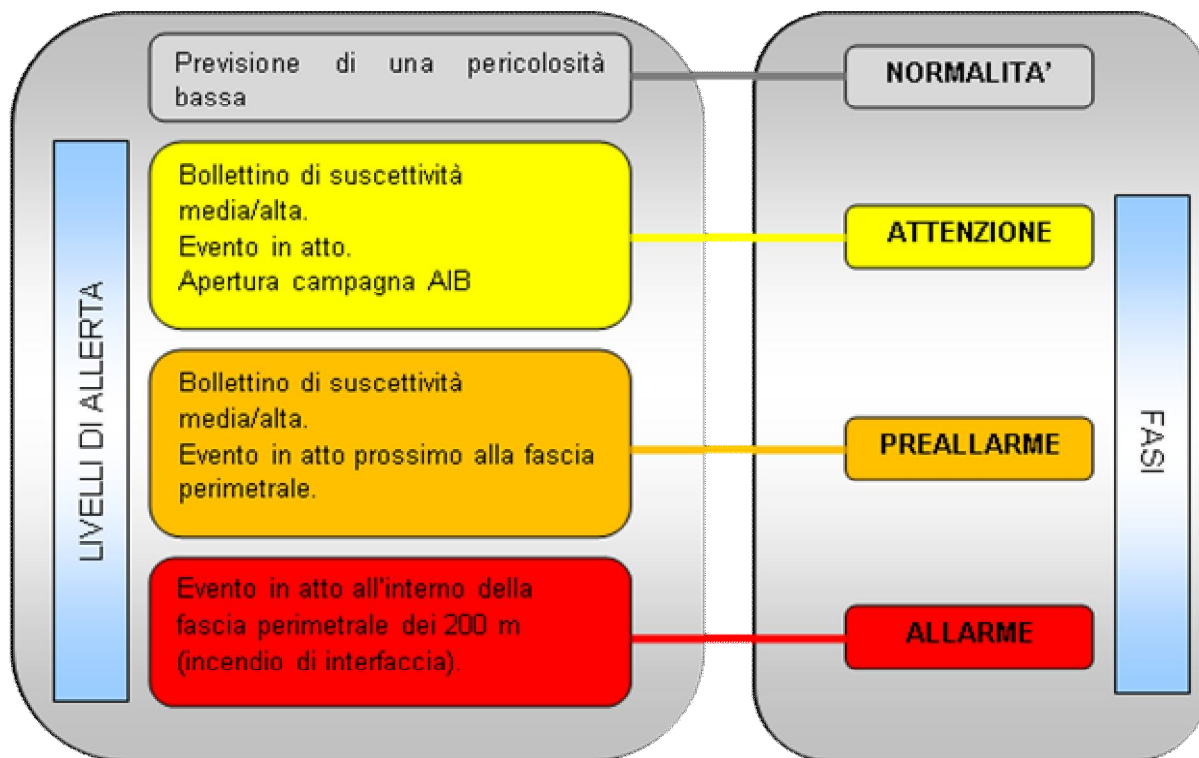 Previsione di una pericolosità
bassa
NORMALITA'
LIVELLI DI ALLERTA
Bollettino di suscettività
media/alta.
Evento in atto.
Apertura campagna AIB
ATTENZIONE
Bollettino di suscettività
media/alta.
Evento in atto prossimo alla fascia
perimetrale.
PREALLARME
Evento in atto all'interno della
fascia perimetrale dei 200 m
(incendio di interfaccia).
ALLARME
FASI